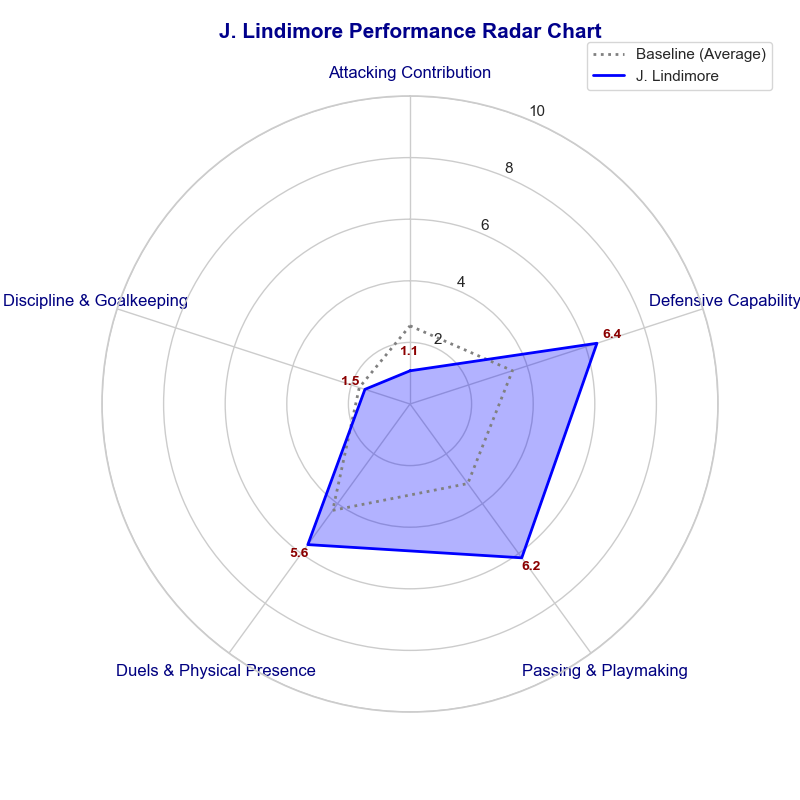 J. Lindimore Performance Radar Chart
Baseline (Average)
J. Lindimore
Attacking Contribution
10
8
6
4
2
Discipline & Goalkeeping
Defensive Capability
6.4
1.1
1.5
5.6
6.2
Duels & Physical Presence
Passing & Playmaking